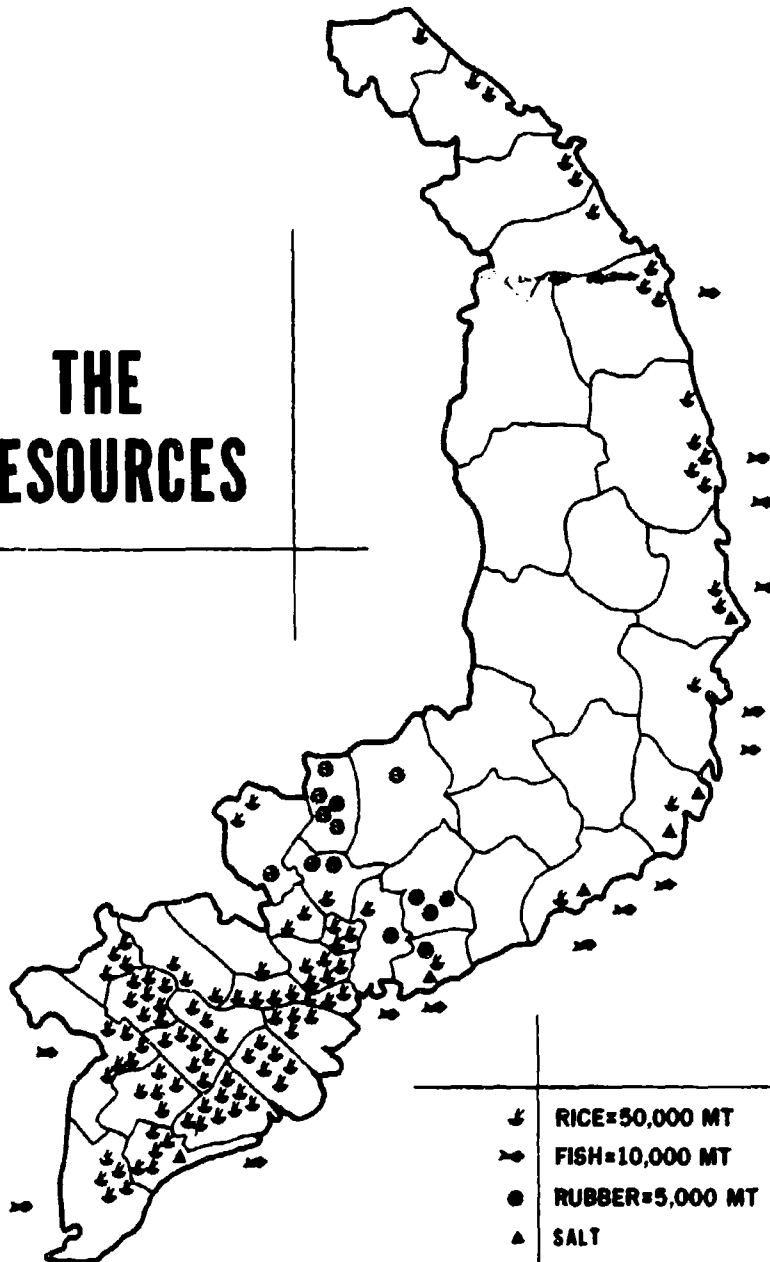 THE
ESOURCES
RICE=50,000 MT
FISH=10,000 MT
RUBBER=5,000 MT
SALT